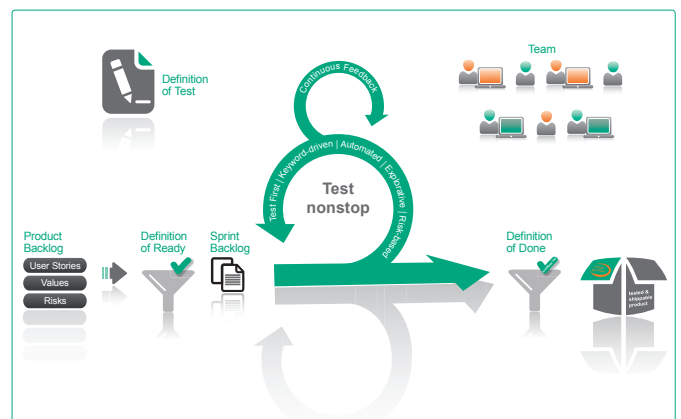 Definition
of Test
Team
Continuous Feedback
Test First | Keyword-driven | Automated | Explorative | Risk-based
Test
nonstop
Product
Backlog
User Stories
Values
Risks
Definition
of Ready
Sprint
Backlog
Definition
of Done
tested &
shippable
product